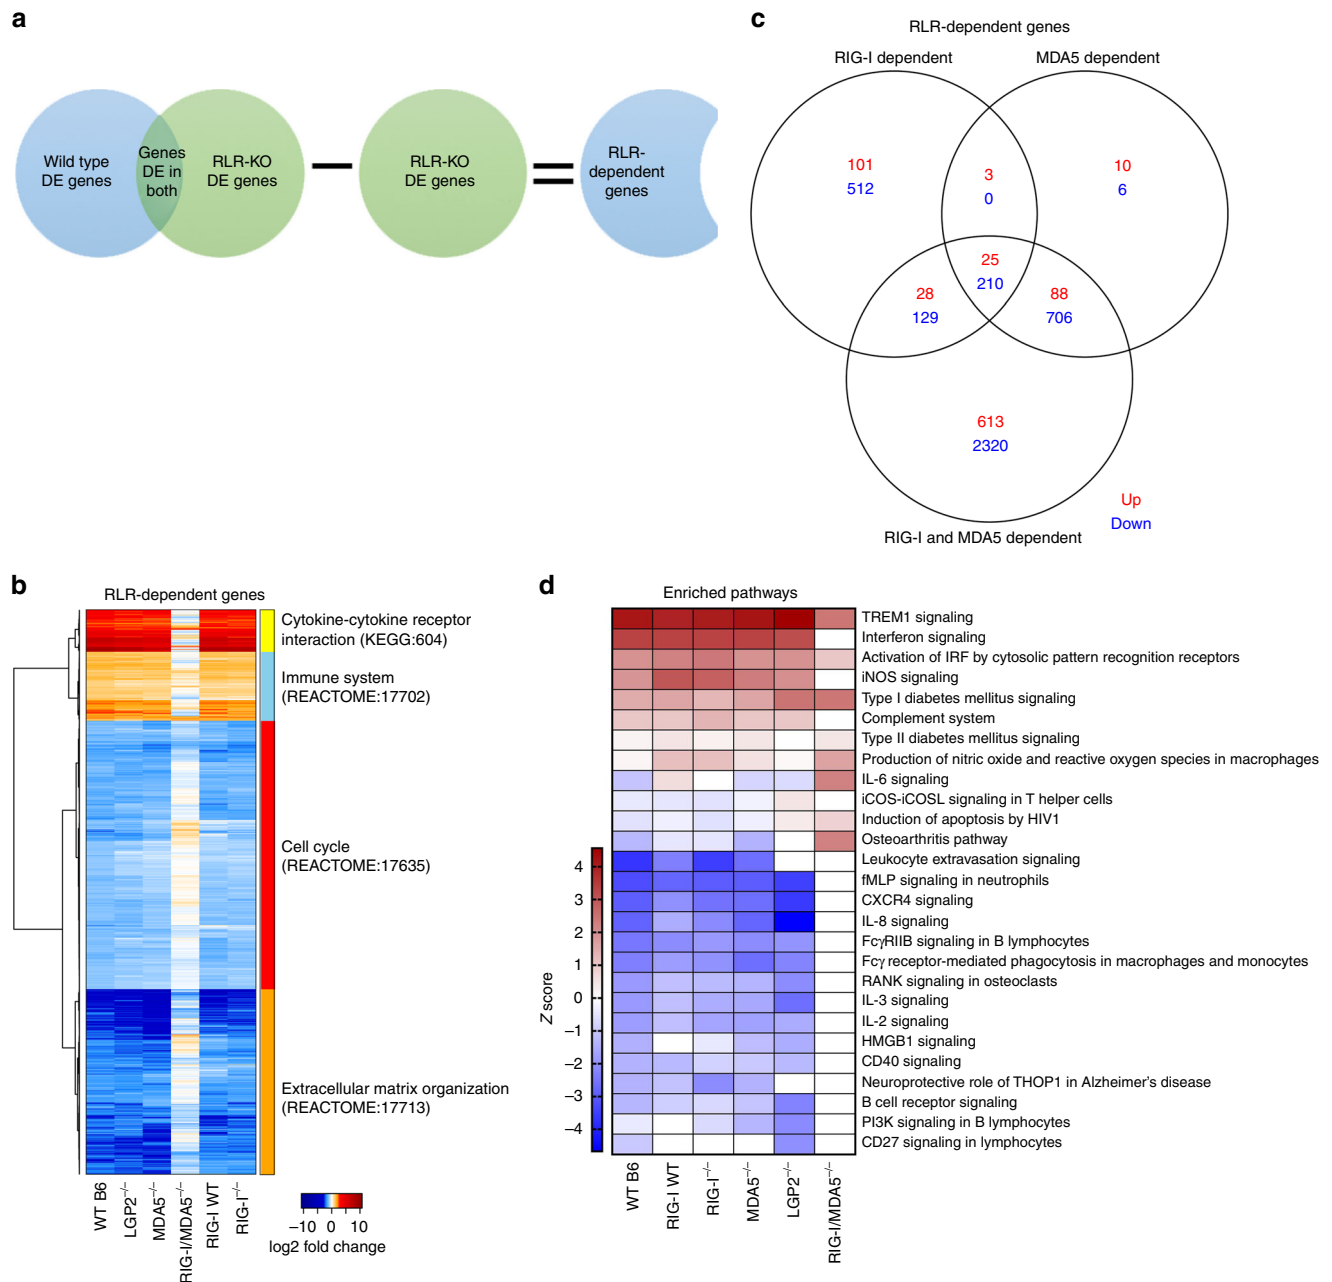 a
Wild type
DE genes
Genes
DE in
both
RLR-KO
DE genes
RLR-KO
DE genes
RLR-
dependent
genes
c
RLR-dependent genes
RIG-I dependent
MDA5 dependent
101
512
3
0
10
6
25
210
28
129
88
706
613
2320
Up
Down
RIG-I and MDA5 dependent
b
RLR-dependent genes
Cytokine-cytokine receptor
interaction (KEGG:604)
Immune system
(REACTOME:17702)
Cell cycle
(REACTOME:17635)
Extracellular matrix organization
(REACTOME:17713)
WT B6
LGP2−/−
MDA5−/−
RIG-I/MDA5−/−
RIG-I WT
RIG-I−/−
−10 0 10
log2 fold change
d
Enriched pathways
TREM1 signaling
Interferon signaling
Activation of IRF by cytosolic pattern recognition receptors
iNOS signaling
Type I diabetes mellitus signaling
Complement system
Type II diabetes mellitus signaling
Production of nitric oxide and reactive oxygen species in macrophages
IL-6 signaling
iCOS-iCOSL signaling in T helper cells
Induction of apoptosis by HIV1
Osteoarthritis pathway
Leukocyte extravasation signaling
fMLP signaling in neutrophils
CXCR4 signaling
IL-8 signaling
FcγRIIB signaling in B lymphocytes
Fcγ receptor-mediated phagocytosis in macrophages and monocytes
RANK signaling in osteoclasts
IL-3 signaling
IL-2 signaling
HMGB1 signaling
CD40 signaling
Neuroprotective role of THOP1 in Alzheimer's disease
B cell receptor signaling
PI3K signaling in B lymphocytes
CD27 signaling in lymphocytes
4
3
2
1
0
−1
−2
−3
−4
Z score
WT B6
RIG-I WT
RIG-I−/−
MDA5−/−
LGP2−/−
RIG-I/MDA5−/−